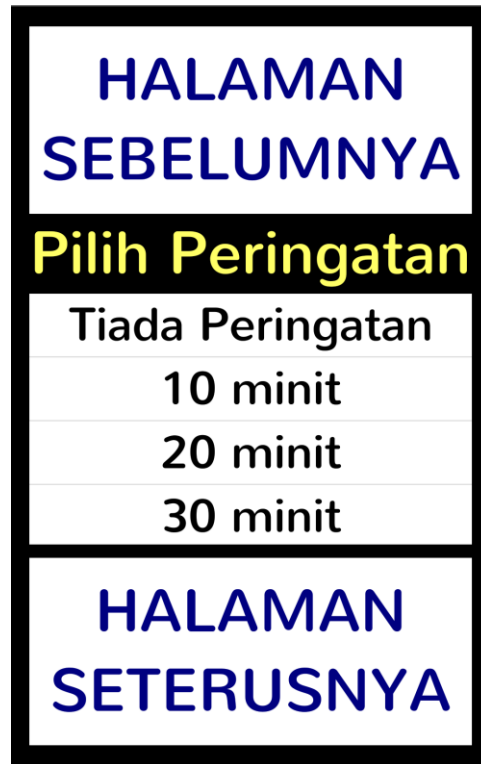 HALAMAN
SEBELUMNYA
Pilih Peringatan
Tiada Peringatan
10 minit
20 minit
30 minit
HALAMAN
SETERUSNYA